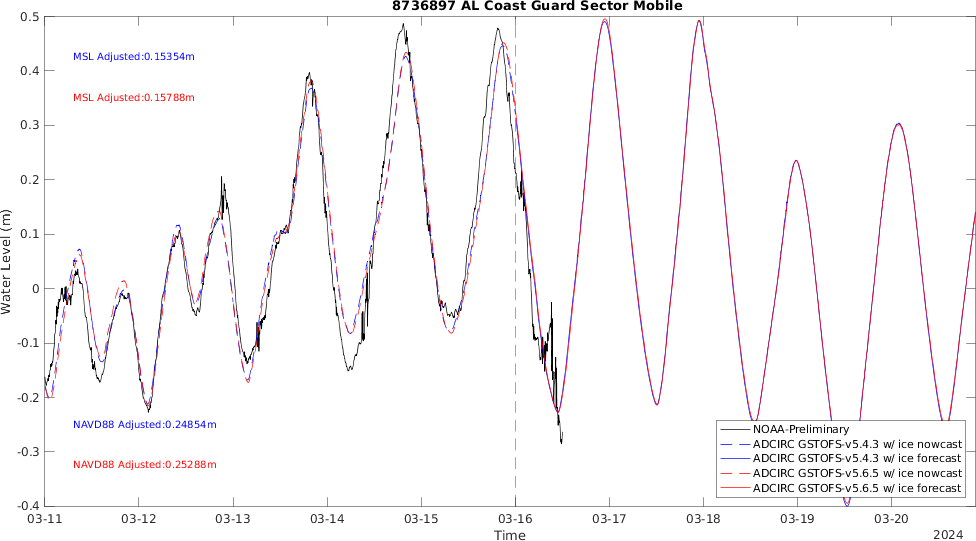 8736897 AL Coast Guard Sector Mobile
0.5
MSL Adjusted:0.15354m
0.4
MSL Adjusted:0.15788m
0.3
0.2
0.1
Water Level (m)
0
-0.1
-0.2
NAVD88 Adjusted:0.24854m
NOAA-Preliminary
ADCIRC GSTOFS-v5.4.3 w/ ice nowcast
-0.3
ADCIRC GSTOFS-v5.4.3 w/ ice forecast
NAVD88 Adjusted:0.25288m
ADCIRC GSTOFS-v5.6.5 w/ ice nowcast
ADCIRC GSTOFS-v5.6.5 w/ ice forecast
-0.4
03-11 03-12 03-13 03-14 03-15 03-16 03-17 03-18 03-19 03-20
Time
2024